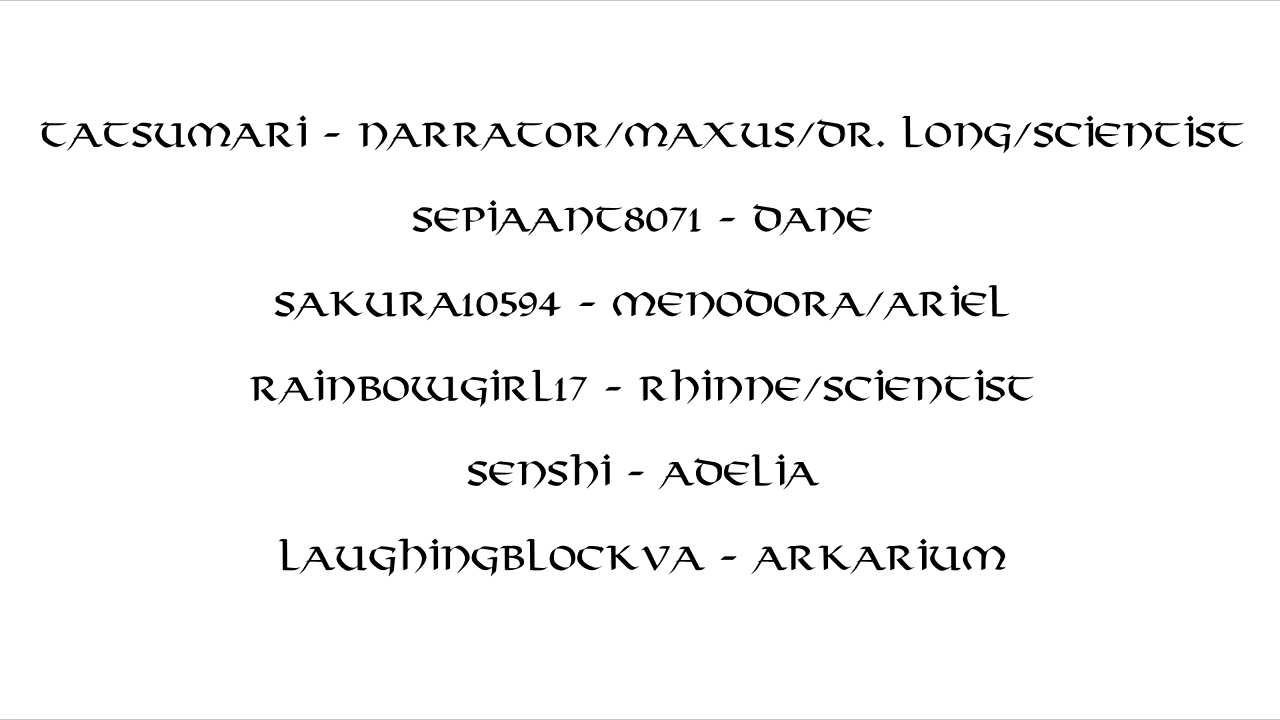 Tatsumari - Narrator/Maxus/Dr. Long/Scientist
SepiaAnt8071 - Dane
Sakura10594 - Menodora/Ariel
Rainbowgirl17 - Rhinne/Scientist
Senshi - Adelia
LaughingBlockVA - Arkarium